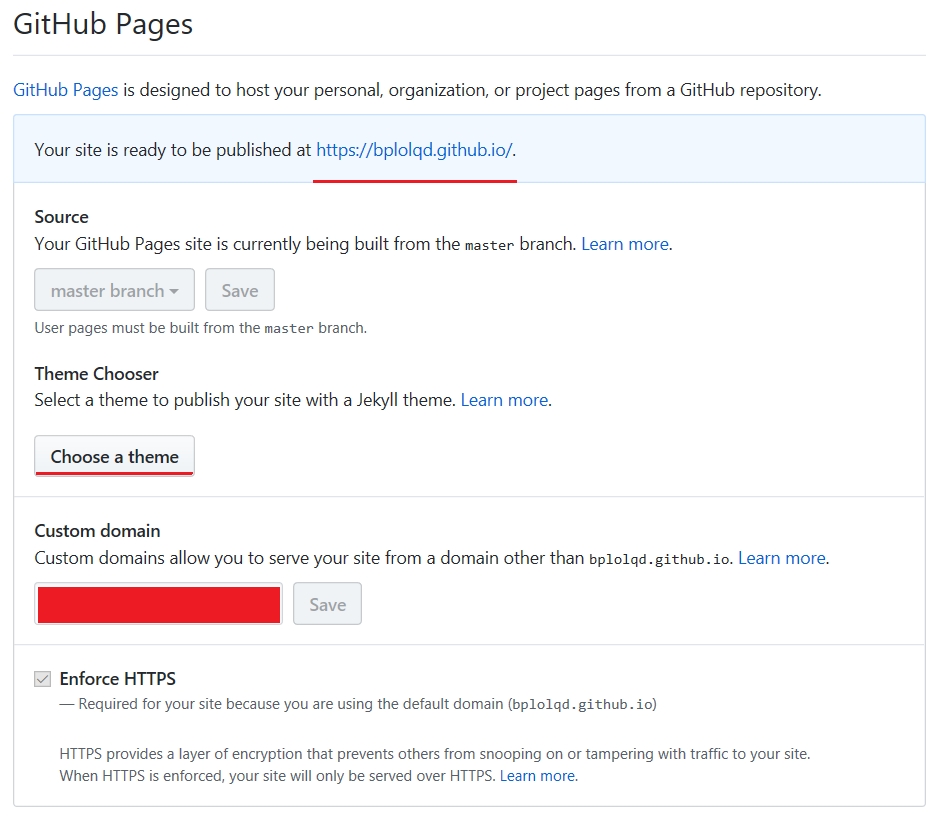 GitHub Pages
GitHub Pages is designed to host your personal, organization, or project pages from a GitHub repository.
Your site is ready to be published at https://bplolqd.github.io/.
Source
Your GitHub Pages site is currently being built from the master branch. Learn more.
master branch Save
User pages must be built from the master branch.
Theme Chooser
Select a theme to publish your site with a Jekyll theme. Learn more.
Choose a theme
Custom domain
Custom domains allow you to serve your site from a domain other than bplolqd.github.io. Learn more.
Save
Enforce HTTPS
— Required for your site because you are using the default domain (bplolqd.github.io)
HTTPS provides a layer of encryption that prevents others from snooping on or tampering with traffic to your site.
When HTTPS is enforced, your site will only be served over HTTPS. Learn more.